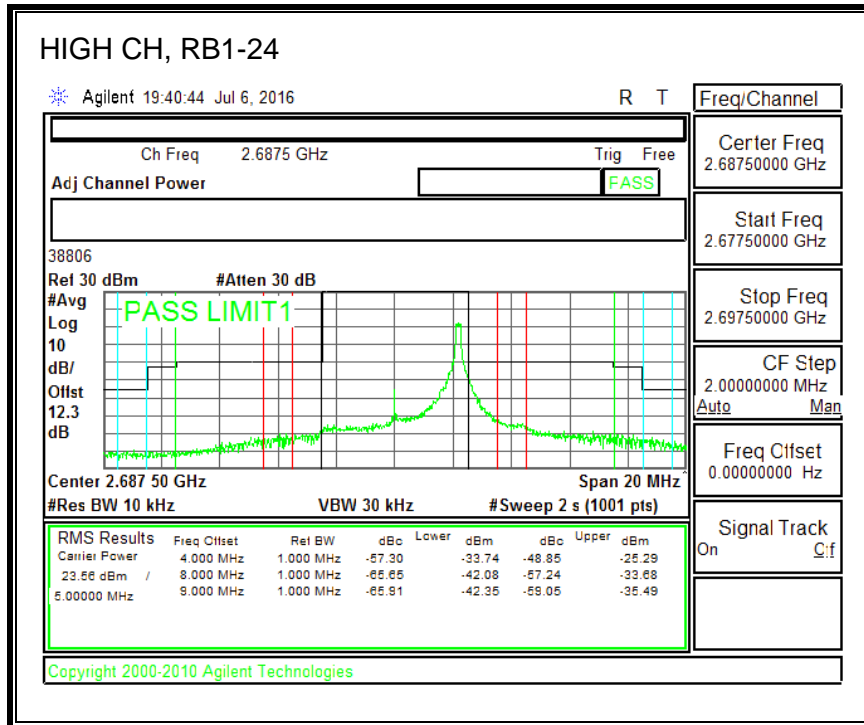 HIGH CH, RB1-24
Agilent 19:40:44 Jul 6, 2016 R T
Freq/Channel
Ch Freq 2.6875 GHz Trig Free
Adj Channel Power PASS
Center Freq
2.68750000 GHz
Start Freq
2.67750000 GHz
Stop Freq
2.69750000 GHz
CF Step
2.00000000 MHz
Auto Man
Freq Offset
0.00000000 Hz
Signal Track
On Off
38806
Ref 30 dBm #Atten 30 dB
#Avg
Log
10
dB/
Offst
12.3
dB
PASS LIMIT1
Center 2.687 50 GHz Span 20 MHz
#Res BW 10 kHz VBW 30 kHz #Sweep 2 s (1001 pts)
RMS Results Freq Offset Ref BW dBc Lower dBm dBc Upper dBm
Carrier Power 4.000 MHz 1.000 MHz -57.30 -33.74 -48.85 -25.29
23.56 dBm / 8.000 MHz 1.000 MHz -65.65 -42.08 -57.24 -33.68
5.00000 MHz 9.000 MHz 1.000 MHz -65.91 -42.35 -59.05 -35.49
Copyright 2000-2010 Agilent Technologies